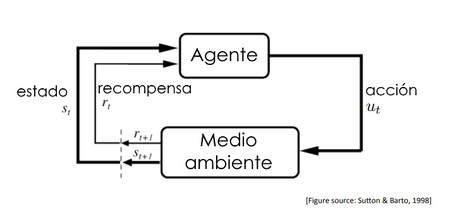 Agente
estado
s_t
recompensa
r_t
acción
u_t
r_{t+1}
s_{t+1}
Medio
ambiente
[Figure source: Sutton & Barto, 1998]